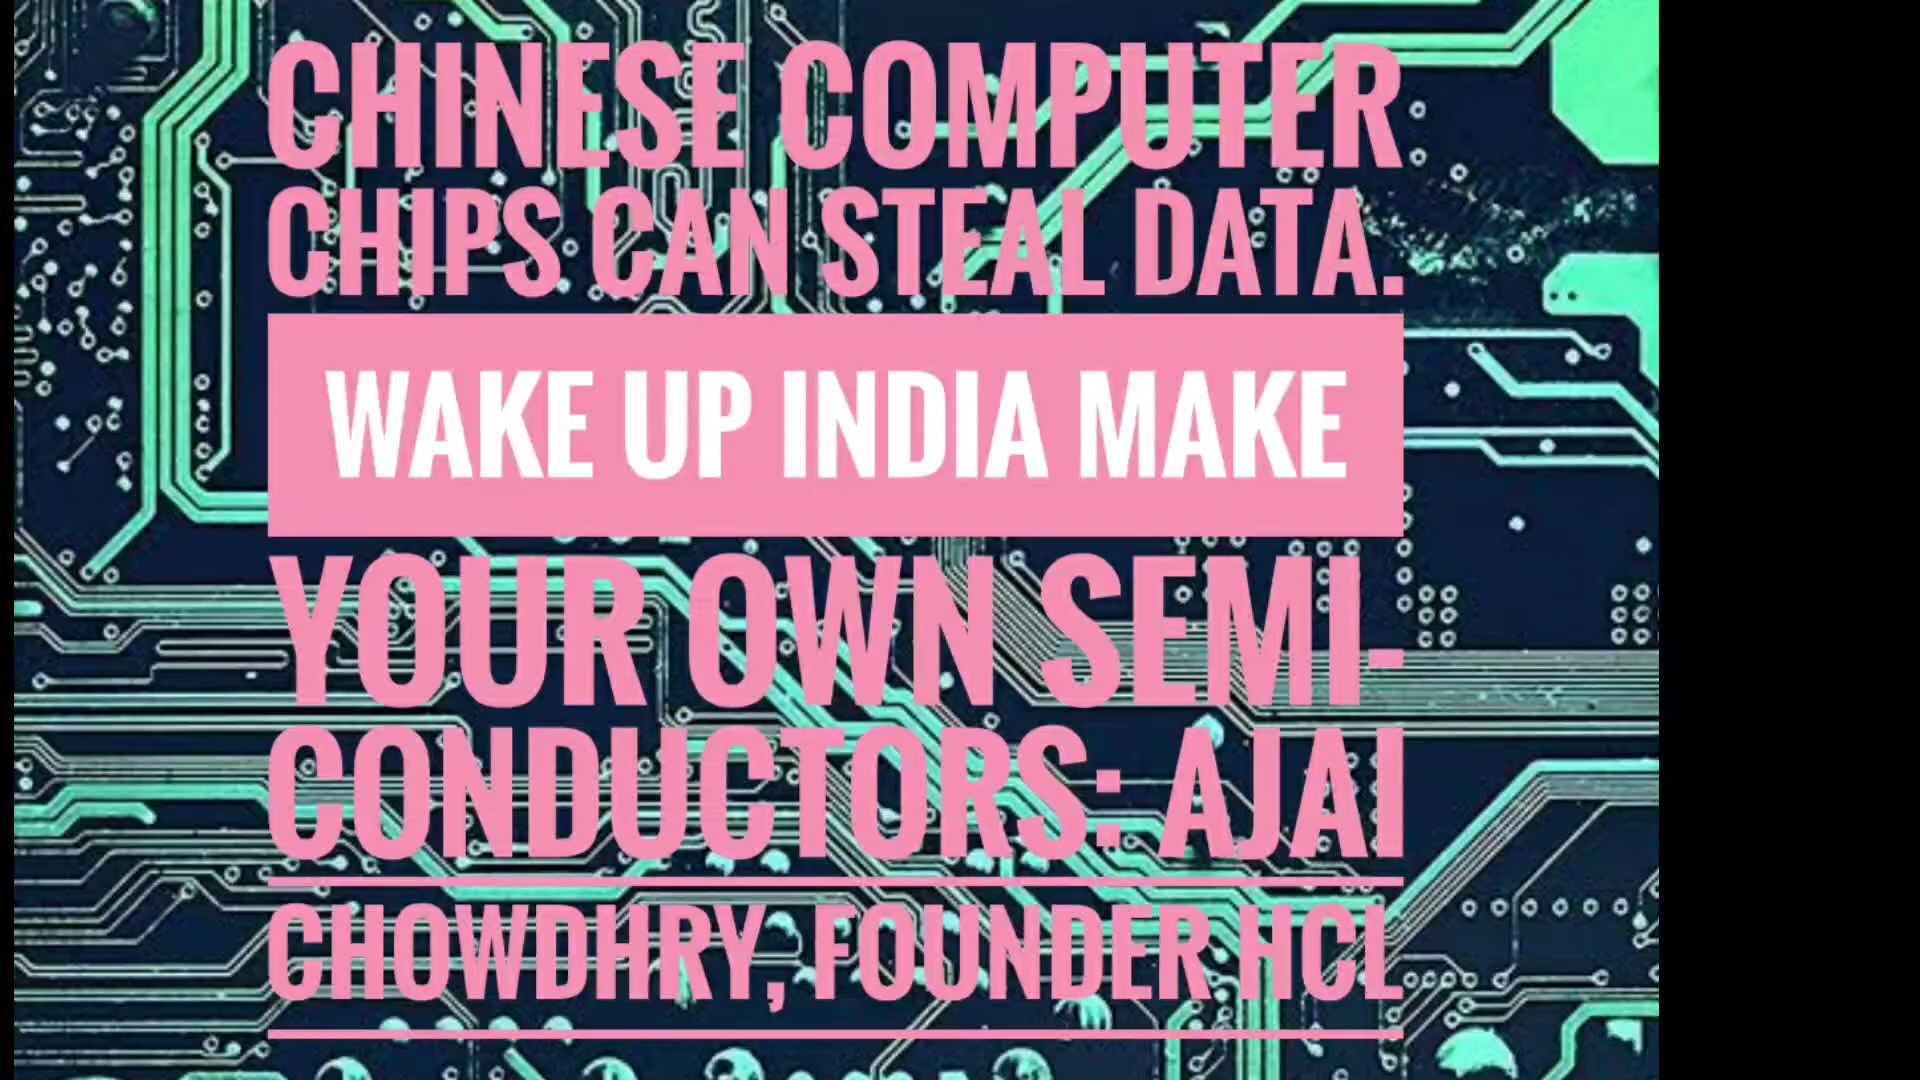 CHINESE COMPUTER
CHIPS CAN STEAL DATA.
WAKE UP INDIA MAKE
YOUR OWN SEMI-
CONDUCTORS: AJAI
CHOWDHRY, FOUNDER HCL